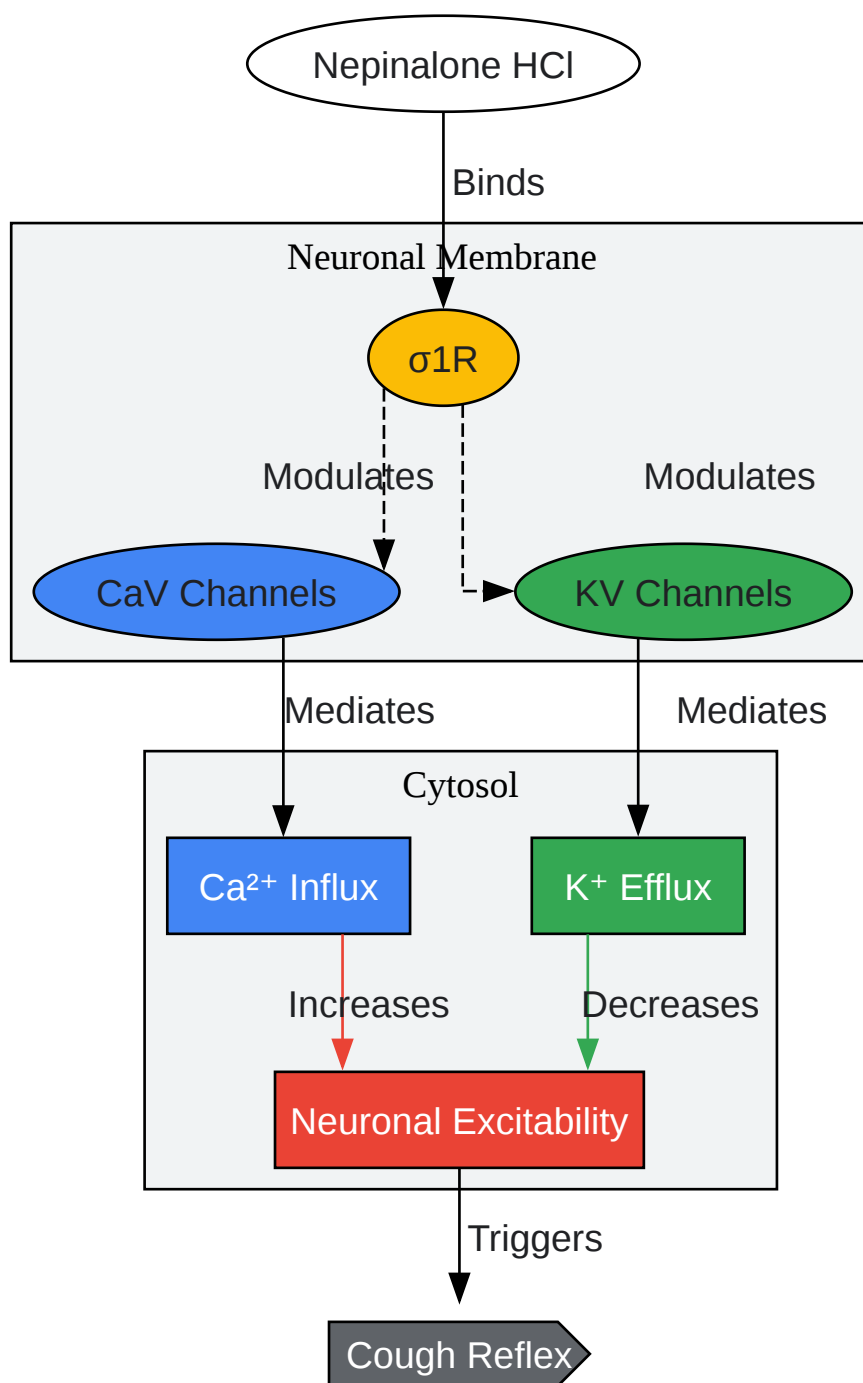 Nepinalone HCl
Binds
Neuronal Membrane
σ1R
Modulates
Modulates
CaV Channels
KV Channels
Mediates
Mediates
Cytosol
Ca²⁺ Influx
K⁺ Efflux
Increases
Decreases
Neuronal Excitability
Triggers
Cough Reflex